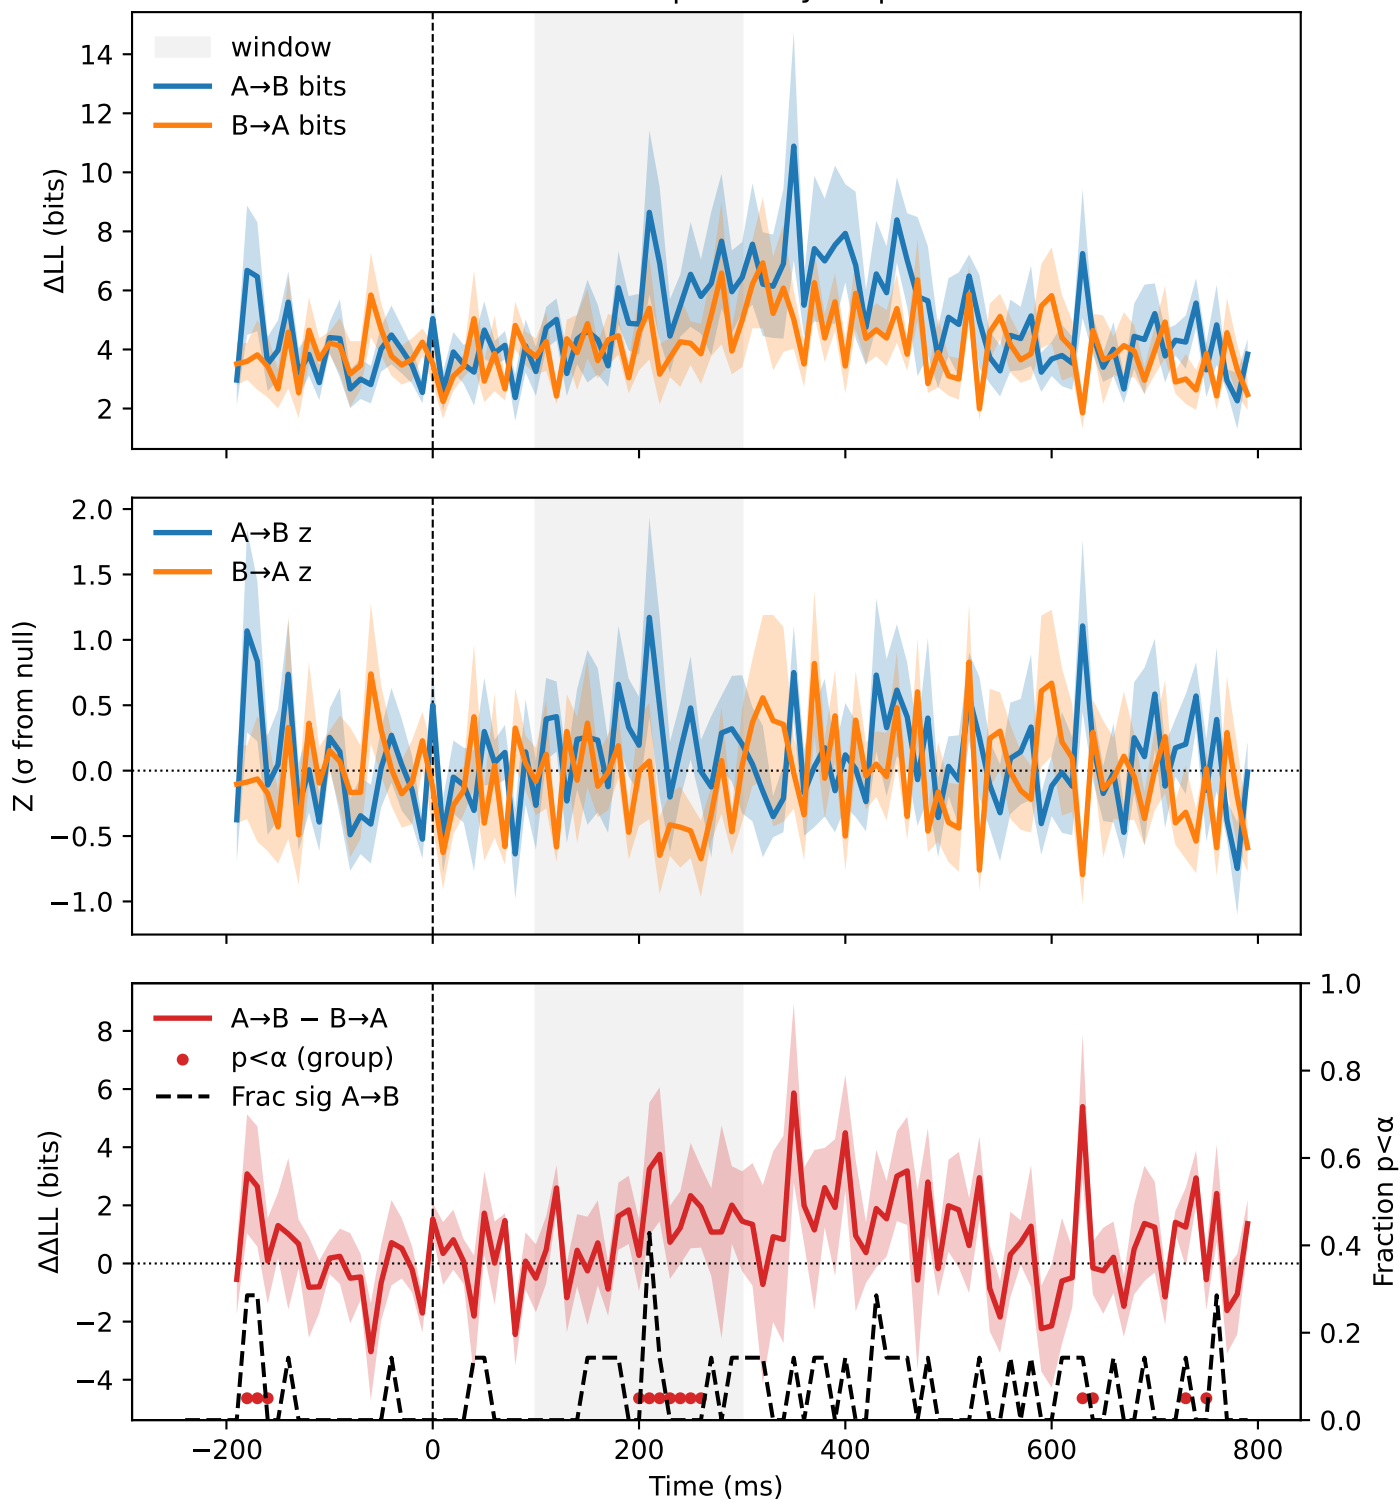 window
A→B bits
B→A bits
ΔLL (bits)
14
12
10
8
6
4
2
A→B z
B→A z
Z (σ from null)
2.0
1.5
1.0
0.5
0.0
−0.5
−1.0
A→B − B→A
p<α (group)
Frac sig A→B
ΔΔLL (bits)
8
6
4
2
0
−2
−4
1.0
0.8
0.6
0.4
0.2
0.0
Fraction p<α
−200
0
200
400
600
800
Time (ms)